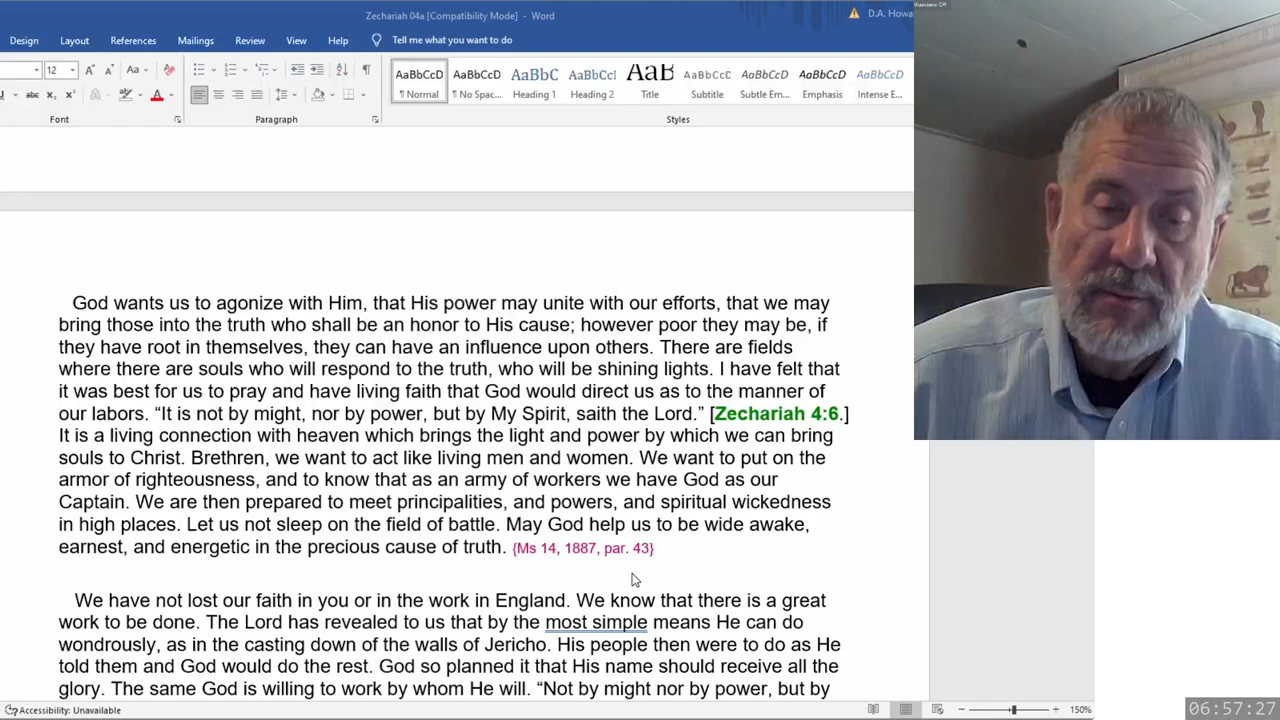 Musicians: Off
Zechariah 04a [Compatibility Mode] - Word
D.A. Howa
Design Layout References Mailings Review View Help Tell me what you want to do
12 A A Aa
abc x₂ x² A A
AaBbCcD AaBbCcD AaBbC AaBbCcl AaB AaBbCcD AaBbCcD AaBbCcD AaBbCcD
¶ Normal ¶ No Spac... Heading 1 Heading 2 Title Subtitle Subtle Em... Emphasis Intense E...
Font Paragraph Styles
God wants us to agonize with Him, that His power may unite with our efforts, that we may
bring those into the truth who shall be an honor to His cause; however poor they may be, if
they have root in themselves, they can have an influence upon others. There are fields
where there are souls who will respond to the truth, who will be shining lights. I have felt that
it was best for us to pray and have living faith that God would direct us as to the manner of
our labors. “It is not by might, nor by power, but by My Spirit, saith the Lord.” [Zechariah 4:6.]
It is a living connection with heaven which brings the light and power by which we can bring
souls to Christ. Brethren, we want to act like living men and women. We want to put on the
armor of righteousness, and to know that as an army of workers we have God as our
Captain. We are then prepared to meet principalities, and powers, and spiritual wickedness
in high places. Let us not sleep on the field of battle. May God help us to be wide awake,
earnest, and energetic in the precious cause of truth. {Ms 14, 1887, par. 43}
We have not lost our faith in you or in the work in England. We know that there is a great
work to be done. The Lord has revealed to us that by the most simple means He can do
wondrously, as in the casting down of the walls of Jericho. His people then were to do as He
told them and God would do the rest. God so planned it that His name should receive all the
glory. The same God is willing to work by whom He will. “Not by might nor by power, but by
Accessibility: Unavailable
150%
06:57:27